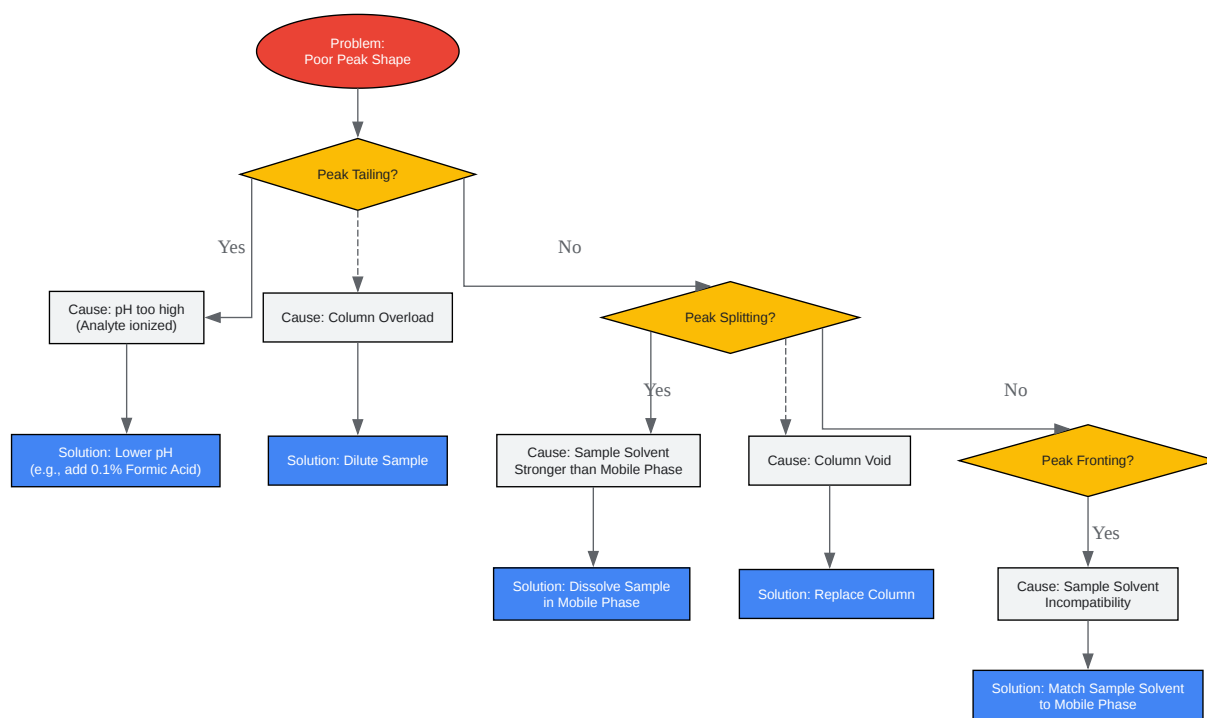 Problem:
Poor Peak Shape
Peak Tailing?
Yes
No
Cause: pH too high
(Analyte ionized)
Cause: Column Overload
Peak Splitting?
Yes
No
Solution: Lower pH
(e.g., add 0.1% Formic Acid)
Solution: Dilute Sample
Cause: Sample Solvent
Stronger than Mobile Phase
Cause: Column Void
Peak Fronting?
Yes
Solution: Dissolve Sample
in Mobile Phase
Solution: Replace Column
Cause: Sample Solvent
Incompatibility
Solution: Match Sample Solvent
to Mobile Phase